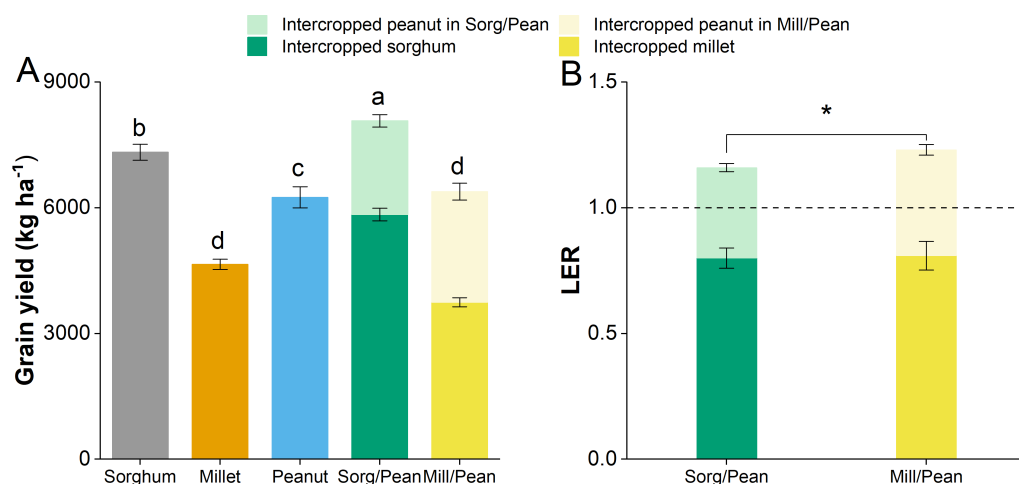 Intercropped peanut in Sorg/Pean
Intercropped peanut in Mill/Pean
Intercropped sorghum
Intecropped millet
A
Grain yield (kg ha⁻¹)
9000
6000
3000
0
b
d
c
a
d
Sorghum Millet Peanut Sorg/Pean Mill/Pean
B
LER
1.5
1.0
0.5
0.0
*
Sorg/Pean Mill/Pean